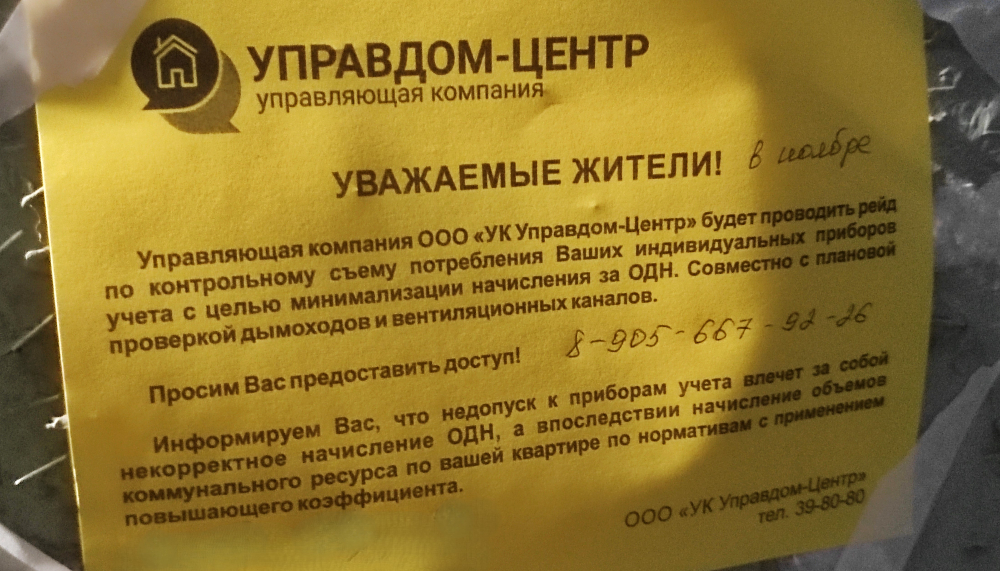 УПРАВДОМ-ЦЕНТР
управляющая компания
УВАЖАЕМЫЕ ЖИТЕЛИ! в ноябре
Управляющая компания ООО «УК Управдом-Центр» будет проводить рейд
по контрольному съему потребления Ваших индивидуальных приборов
учета с целью минимализации начисления за ОДН. Совместно с плановой
проверкой дымоходов и вентиляционных каналов.
Просим Вас предоставить доступ! 8-905-667-92-26
Информируем Вас, что недопуск к приборам учета влечет за собой
некорректное начисление ОДН, а впоследствии начисление объемов
коммунального ресурса по вашей квартире по нормативам с применением
повышающего коэффициента.
ООО «УК Управдом-Центр»
тел. 39-80-80